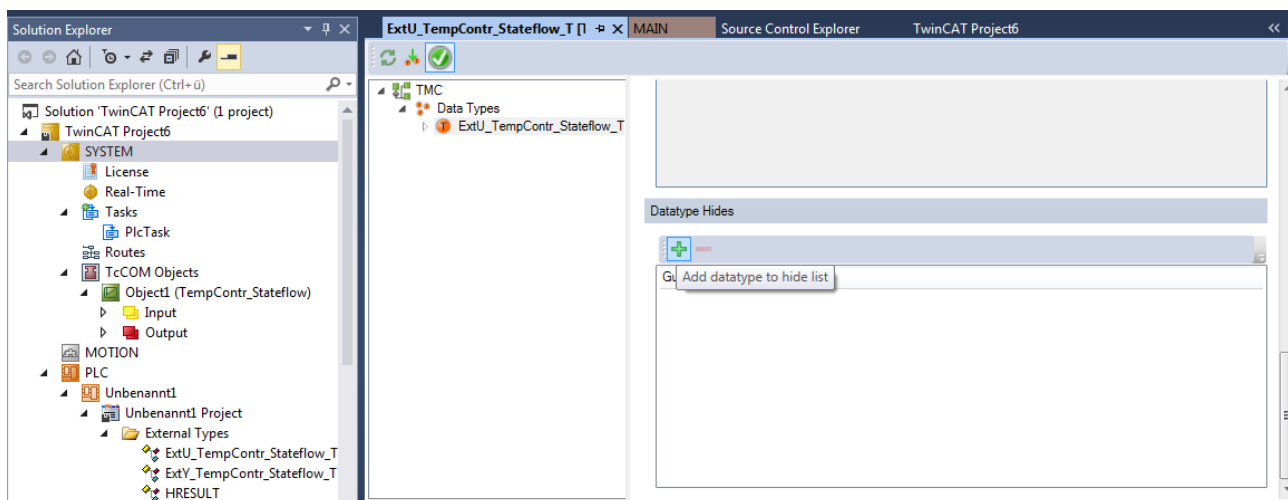 Solution Explorer
Search Solution Explorer (Ctrl+ü)
Solution 'TwinCAT Project6' (1 project)
TwinCAT Project6
SYSTEM
License
Real-Time
Tasks
PlcTask
Routes
TcCOM Objects
Object1 (TempContr_Stateflow)
Input
Output
MOTION
PLC
Unbenannt1
Unbenannt1 Project
External Types
ExtU_TempContr_Stateflow_T
ExtY_TempContr_Stateflow_T
HRESULT
ExtU_TempContr_Stateflow_T MAIN Source Control Explorer TwinCAT Project6
TMC
Data Types
ExtU_TempContr_Stateflow_T
Datatype Hides
Add datatype to hide list